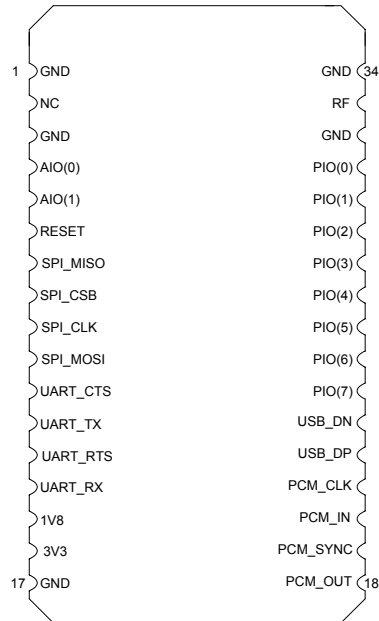 1 GND GND 34
NC RF
GND GND
AIO(0) PIO(0)
AIO(1) PIO(1)
RESET PIO(2)
SPI_MISO PIO(3)
SPI_CSB PIO(4)
SPI_CLK PIO(5)
SPI_MOSI PIO(6)
UART_CTS PIO(7)
UART_TX USB_DN
UART_RTS USB_DP
UART_RX PCM_CLK
1V8 PCM_IN
3V3 PCM_SYNC
17 GND PCM_OUT 18